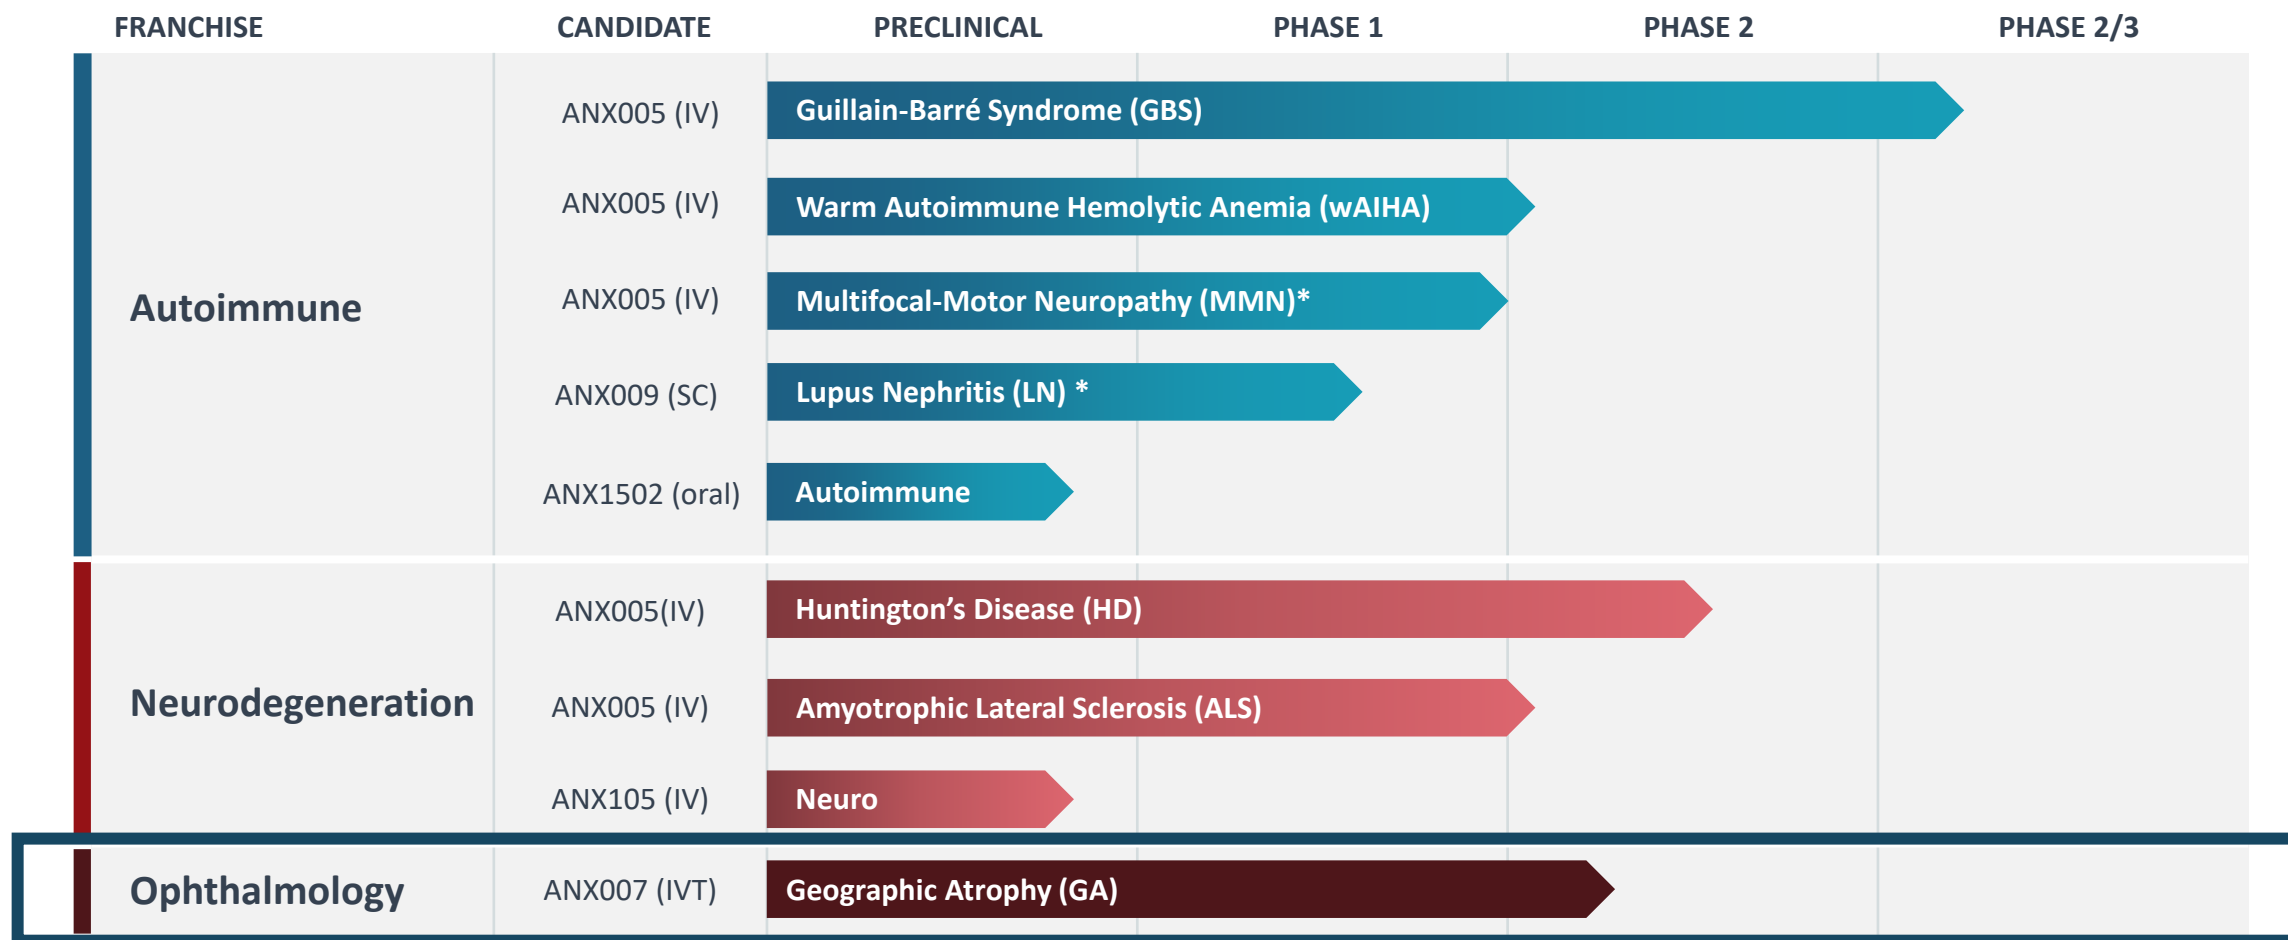 FRANCHISE CANDIDATE PRECLINICAL PHASE 1 PHASE 2 PHASE 2/3
Autoimmune
ANX005 (IV) Guillain-Barré Syndrome (GBS)
ANX005 (IV) Warm Autoimmune Hemolytic Anemia (wAIHA)
ANX005 (IV) Multifocal-Motor Neuropathy (MMN)*
ANX009 (SC) Lupus Nephritis (LN) *
ANX1502 (oral) Autoimmune
Neurodegeneration
ANX005(IV) Huntington’s Disease (HD)
ANX005 (IV) Amyotrophic Lateral Sclerosis (ALS)
ANX105 (IV) Neuro
Ophthalmology ANX007 (IVT) Geographic Atrophy (GA)